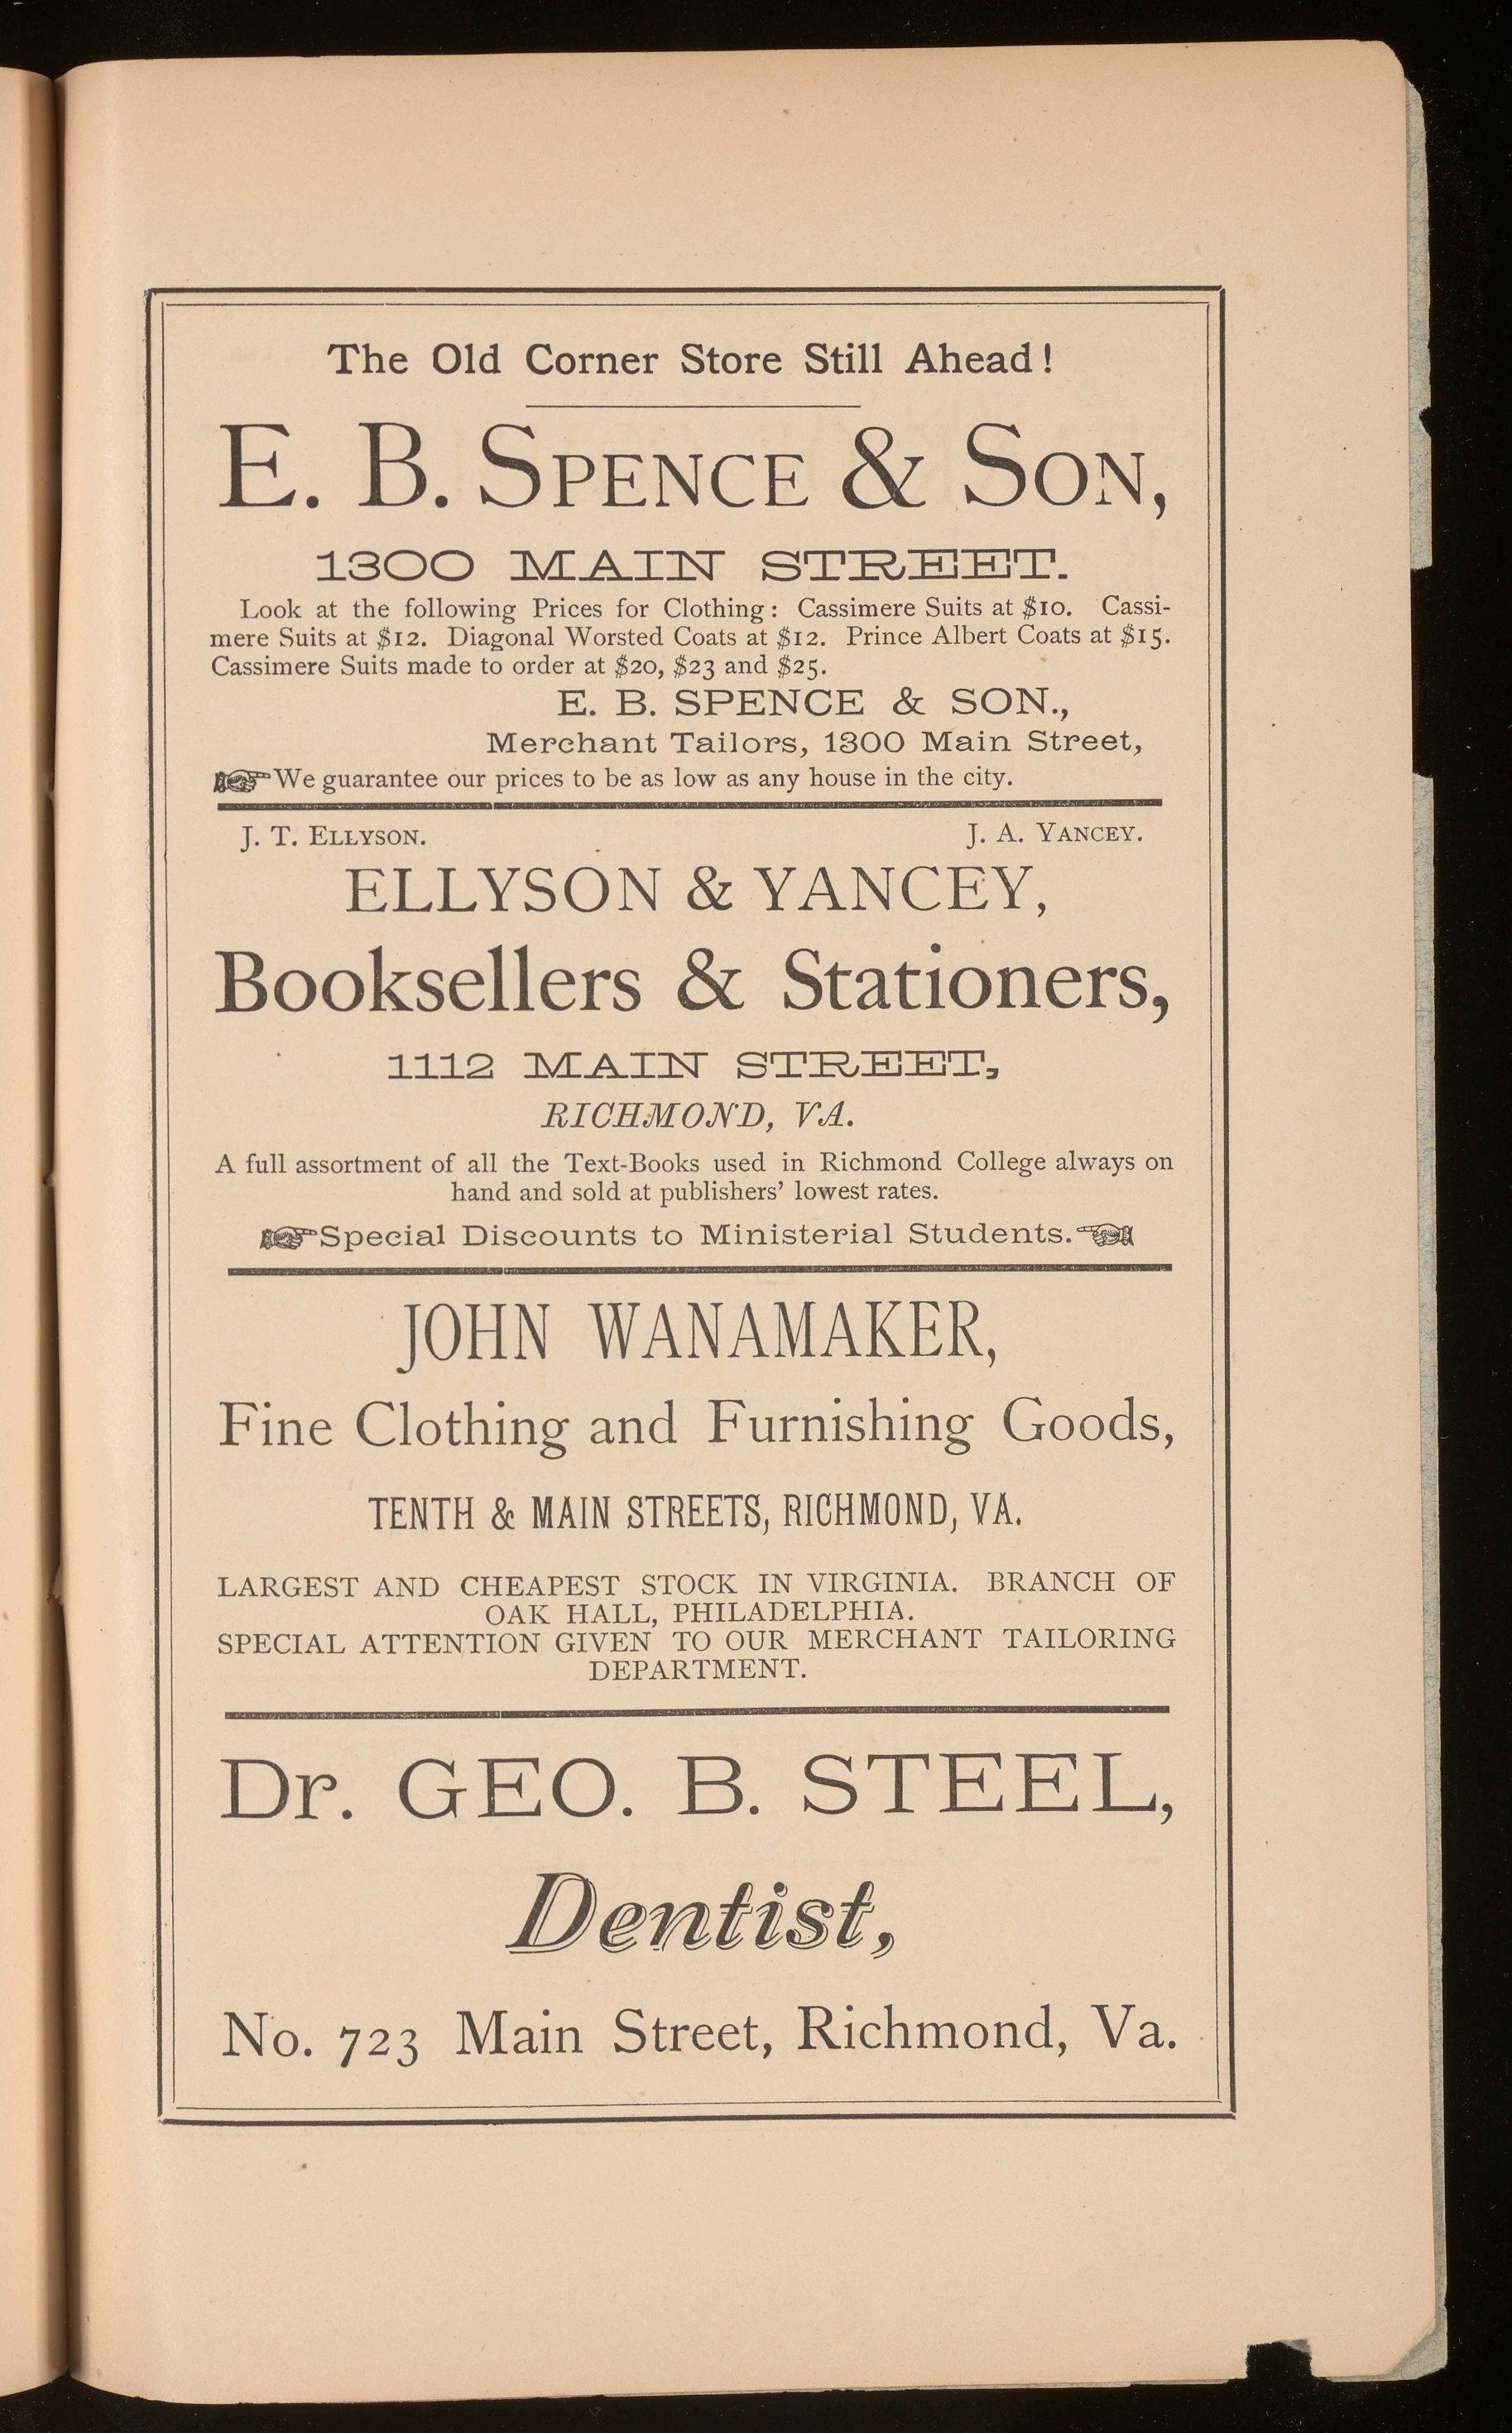 The Old Corner Store Still Ahead!
E. B. SPENCE & SON,
1300 MAIN STREET.
Look at the following Prices for Clothing: Cassimere Suits at $10. Cassi-
mere Suits at $12. Diagonal Worsted Coats at $12. Prince Albert Coats at $15.
Cassimere Suits made to order at $20, $23 and $25.
E. B. SPENCE & SON.,
Merchant Tailors, 1300 Main Street,
☞We guarantee our prices to be as low as any house in the city.
J. T. ELLYSON. J. A. YANCEY.
ELLYSON & YANCEY,
Booksellers & Stationers,
1112 MAIN STREET,
RICHMOND, VA.
A full assortment of all the Text-Books used in Richmond College always on
hand and sold at publishers' lowest rates.
☞Special Discounts to Ministerial Students.☜
JOHN WANAMAKER,
Fine Clothing and Furnishing Goods,
TENTH & MAIN STREETS, RICHMOND, VA.
LARGEST AND CHEAPEST STOCK IN VIRGINIA. BRANCH OF
OAK HALL, PHILADELPHIA.
SPECIAL ATTENTION GIVEN TO OUR MERCHANT TAILORING
DEPARTMENT.
Dr. GEO. B. STEEL,
Dentist,
No. 723 Main Street, Richmond, Va.